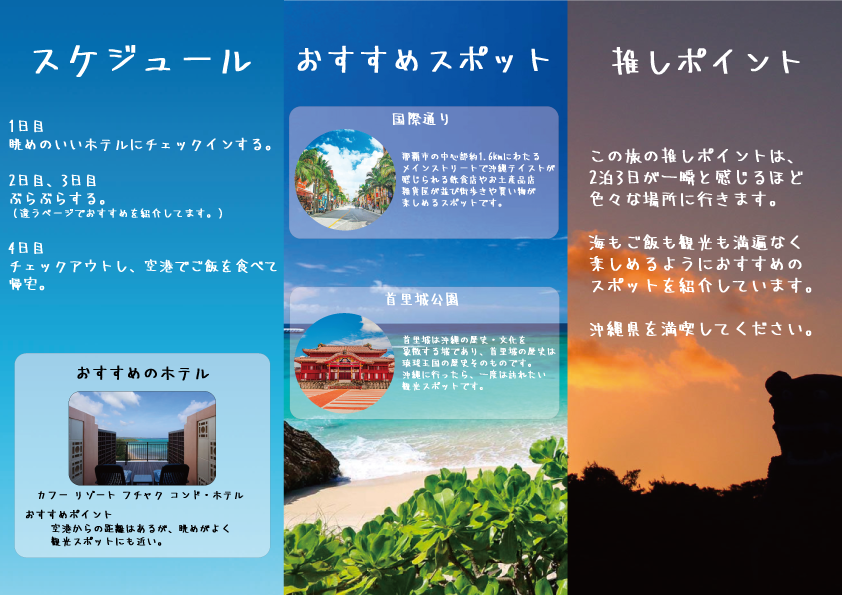 スケジュール
1日目
眺めのいいホテルにチェックインする。
2日目、3日目
ぶらぶらする。
(違うページでおすすめを紹介してます。)
4日目
チェックアウトし、空港でご飯を食べて
帰宅。
おすすめのホテル
カフー リゾート フチャク コンド・ホテル
おすすめポイント
空港からの距離はあるが、眺めがよく
観光スポットにも近い。
おすすめスポット
国際通り
那覇市の中心部約1.6kmにわたる
メインストリートで沖縄テイストが
感じられる飲食店やお土産品店
雑貨屋が並び街歩きや買い物が
楽しめるスポットです。
首里城公園
首里城は沖縄の歴史・文化を
象徴する城であり、首里城の歴史は
琉球王国の歴史そのものです。
沖縄に行ったら、一度は訪れたい
観光スポットです。
推しポイント
この旅の推しポイントは、
2泊3日が一瞬と感じるほど
色々な場所に行きます。
海もご飯も観光も満遍なく
楽しめるようにおすすめの
スポットを紹介しています。
沖縄県を満喫してください。